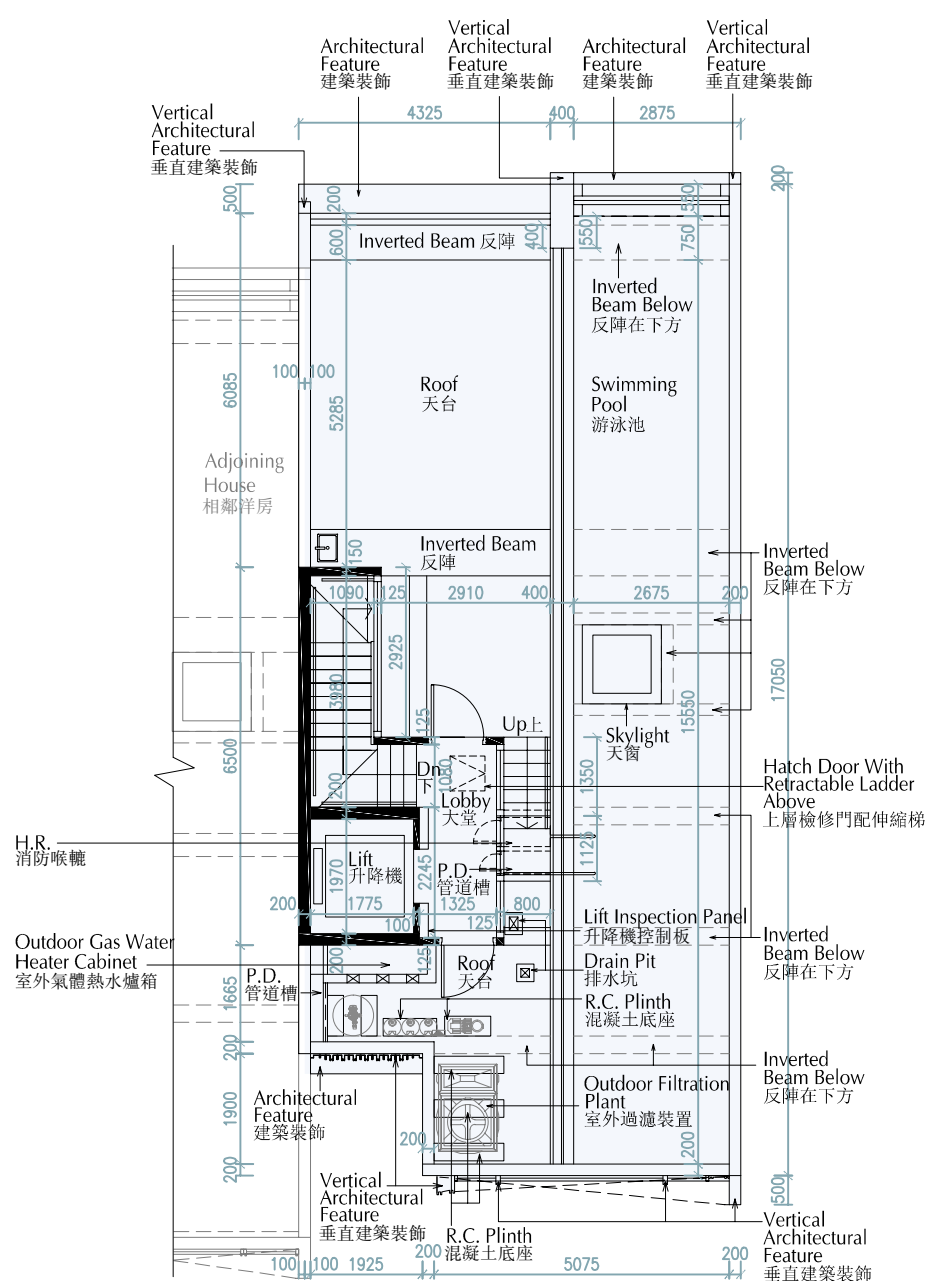 Vertical
Architectural
Feature
垂直建築裝飾
Architectural
Feature
建築裝飾
Vertical
Architectural
Feature
垂直建築裝飾
Architectural
Feature
建築裝飾
Vertical
Architectural
Feature
垂直建築裝飾
4325
400
2875
500
200
600
400
550
550
750
200
Inverted Beam 反陣
Inverted
Beam Below
反陣在下方
100
100
6085
5285
Roof
天台
Swimming
Pool
游泳池
Adjoining
House
相鄰洋房
Inverted Beam
反陣
150
Inverted
Beam Below
反陣在下方
1090
125
2910
400
2675
200
2925
3980
15550
17050
6500
125
Up上
Skylight
天窗
Dn
下
1080
200
1350
Lobby
大堂
Hatch Door With
Retractable Ladder
Above
上層檢修門配伸縮梯
H.R.
消防喉轆
Lift
升降機
1970
2245
1125
P.D.
管道槽
200
1775
1325
800
100
125
Lift Inspection Panel
升降機控制板
Outdoor Gas Water
Heater Cabinet
室外氣體熱水爐箱
200
125
Roof
天台
Drain Pit
排水坑
Inverted
Beam Below
反陣在下方
P.D.
管道槽
R.C. Plinth
混凝土底座
1665
200
Inverted
Beam Below
反陣在下方
Architectural
Feature
建築裝飾
Outdoor Filtration
Plant
室外過濾裝置
1900
200
200
200
500
Vertical
Architectural
Feature
垂直建築裝飾
R.C. Plinth
混凝土底座
Vertical
Architectural
Feature
垂直建築裝飾
100
100
1925
200
5075
200